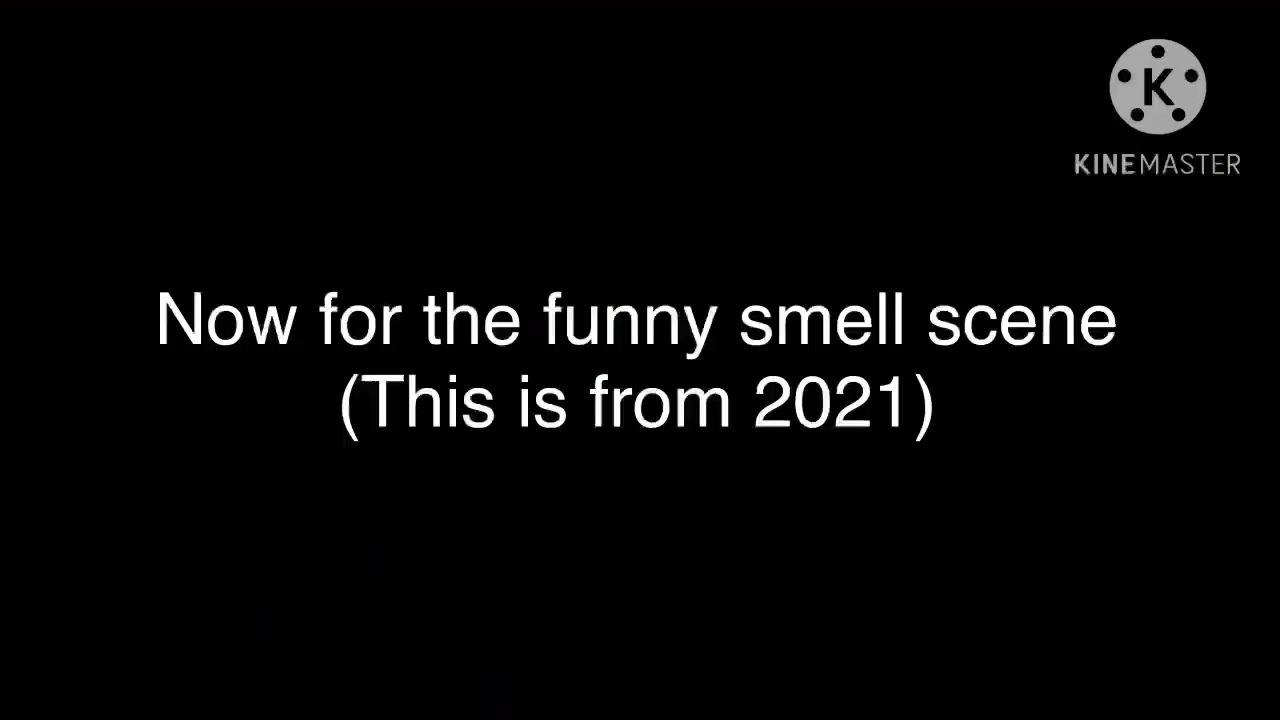 K
KINEMASTER
Now for the funny smell scene
(This is from 2021)